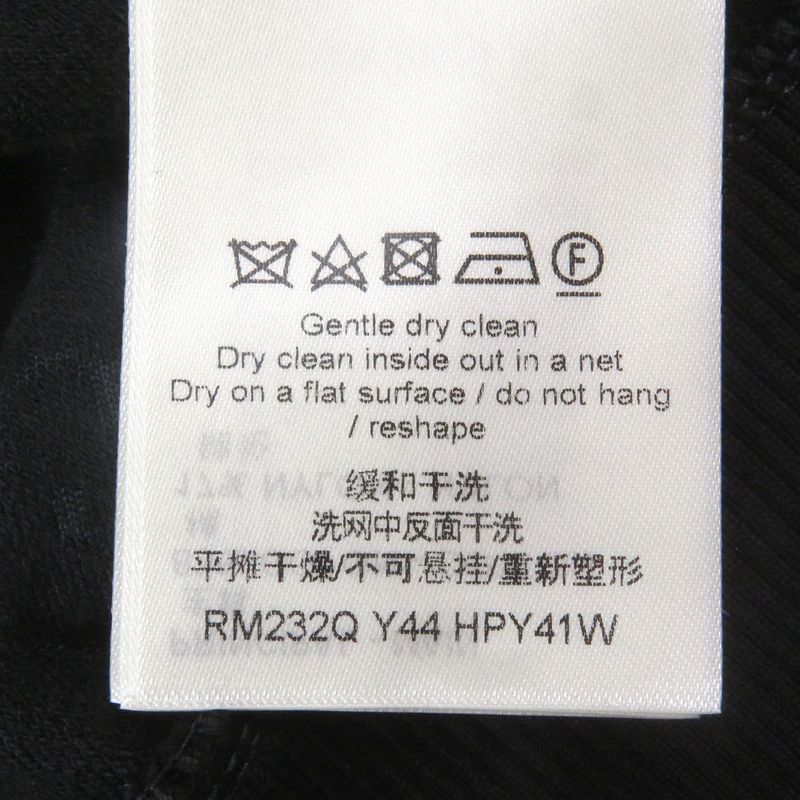 F
Gentle dry clean
Dry clean inside out in a net
Dry on a flat surface / do not hang
/ reshape
缓和干洗
洗网中反面干洗
平摊干燥/不可悬挂/重新塑形
RM232Q Y44 HPY41W